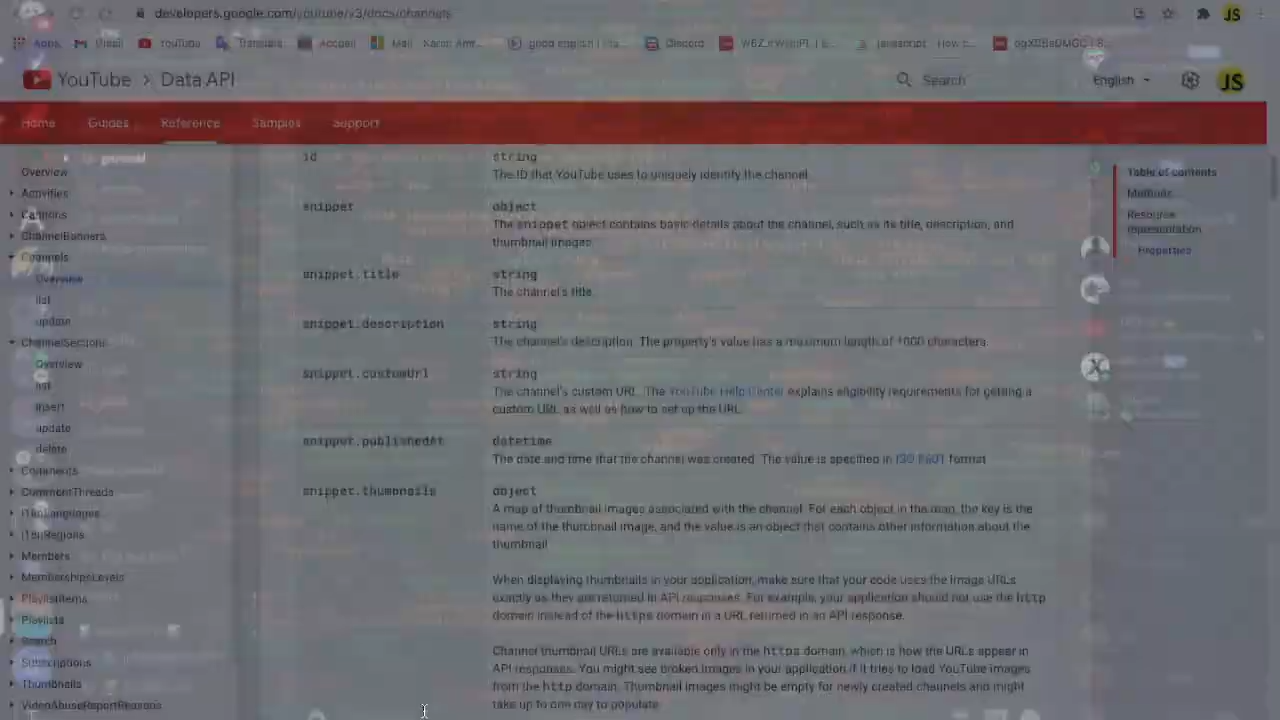 developers.google.com/youtube/v3/docs/channels
Apps
Gmail
YouTube
Translate
Accueil
Mail
good english
Discord
javascript
How
YouTube > Data API
Search
English
JS
Home
Guides
Reference
Samples
Support
Overview
Activities
Captions
ChannelBanners
Channels
Overview
list
update
ChannelSections
Overview
list
insert
update
delete
Comments
CommentThreads
I18nLanguages
I18nRegions
Members
MembershipsLevels
PlaylistItems
Playlists
Search
Subscriptions
Thumbnails
VideoAbuseReportReasons
id
string
The ID that YouTube uses to uniquely identify the channel.
snippet
object
The snippet object contains basic details about the channel, such as its title, description, and
thumbnail images.
snippet.title
string
The channel's title.
snippet.description
string
The channel's description. The property's value has a maximum length of 1000 characters.
snippet.customUrl
string
The channel's custom URL. The YouTube Help Center explains eligibility requirements for getting a
custom URL as well as how to set up the URL.
snippet.publishedAt
datetime
The date and time that the channel was created. The value is specified in ISO 8601 format.
snippet.thumbnails
object
A map of thumbnail images associated with the channel. For each object in the map, the key is the
name of the thumbnail image, and the value is an object that contains other information about the
thumbnail.
When displaying thumbnails in your application, make sure that your code uses the image URLs
exactly as they are returned in API responses. For example, your application should not use the http
domain instead of the https domain in a URL returned in an API response.
Channel thumbnail URLs are available only in the https domain, which is how the URLs appear in
API responses. You might see broken images in your application if it tries to load YouTube images
from the http domain. Thumbnail images might be empty for newly created channels and might
take up to one day to populate.
Table of contents
Methods
Resource
representation
Properties